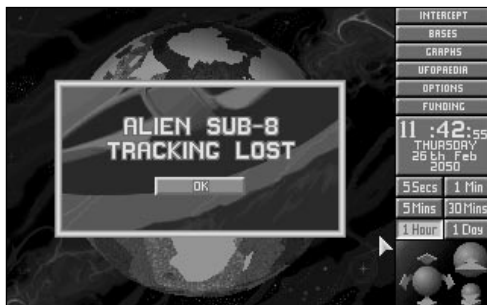 INTERCEPT
BASES
GRAPHS
UFOPAEDIA
OPTIONS
FUNDING
ALIEN SUB-8
TRACKING LOST
OK
11 :42:55
THURSDAY
26th Feb
2050
5Secs 1 Min
5Mins 30Mins
1 Hour 1 Day